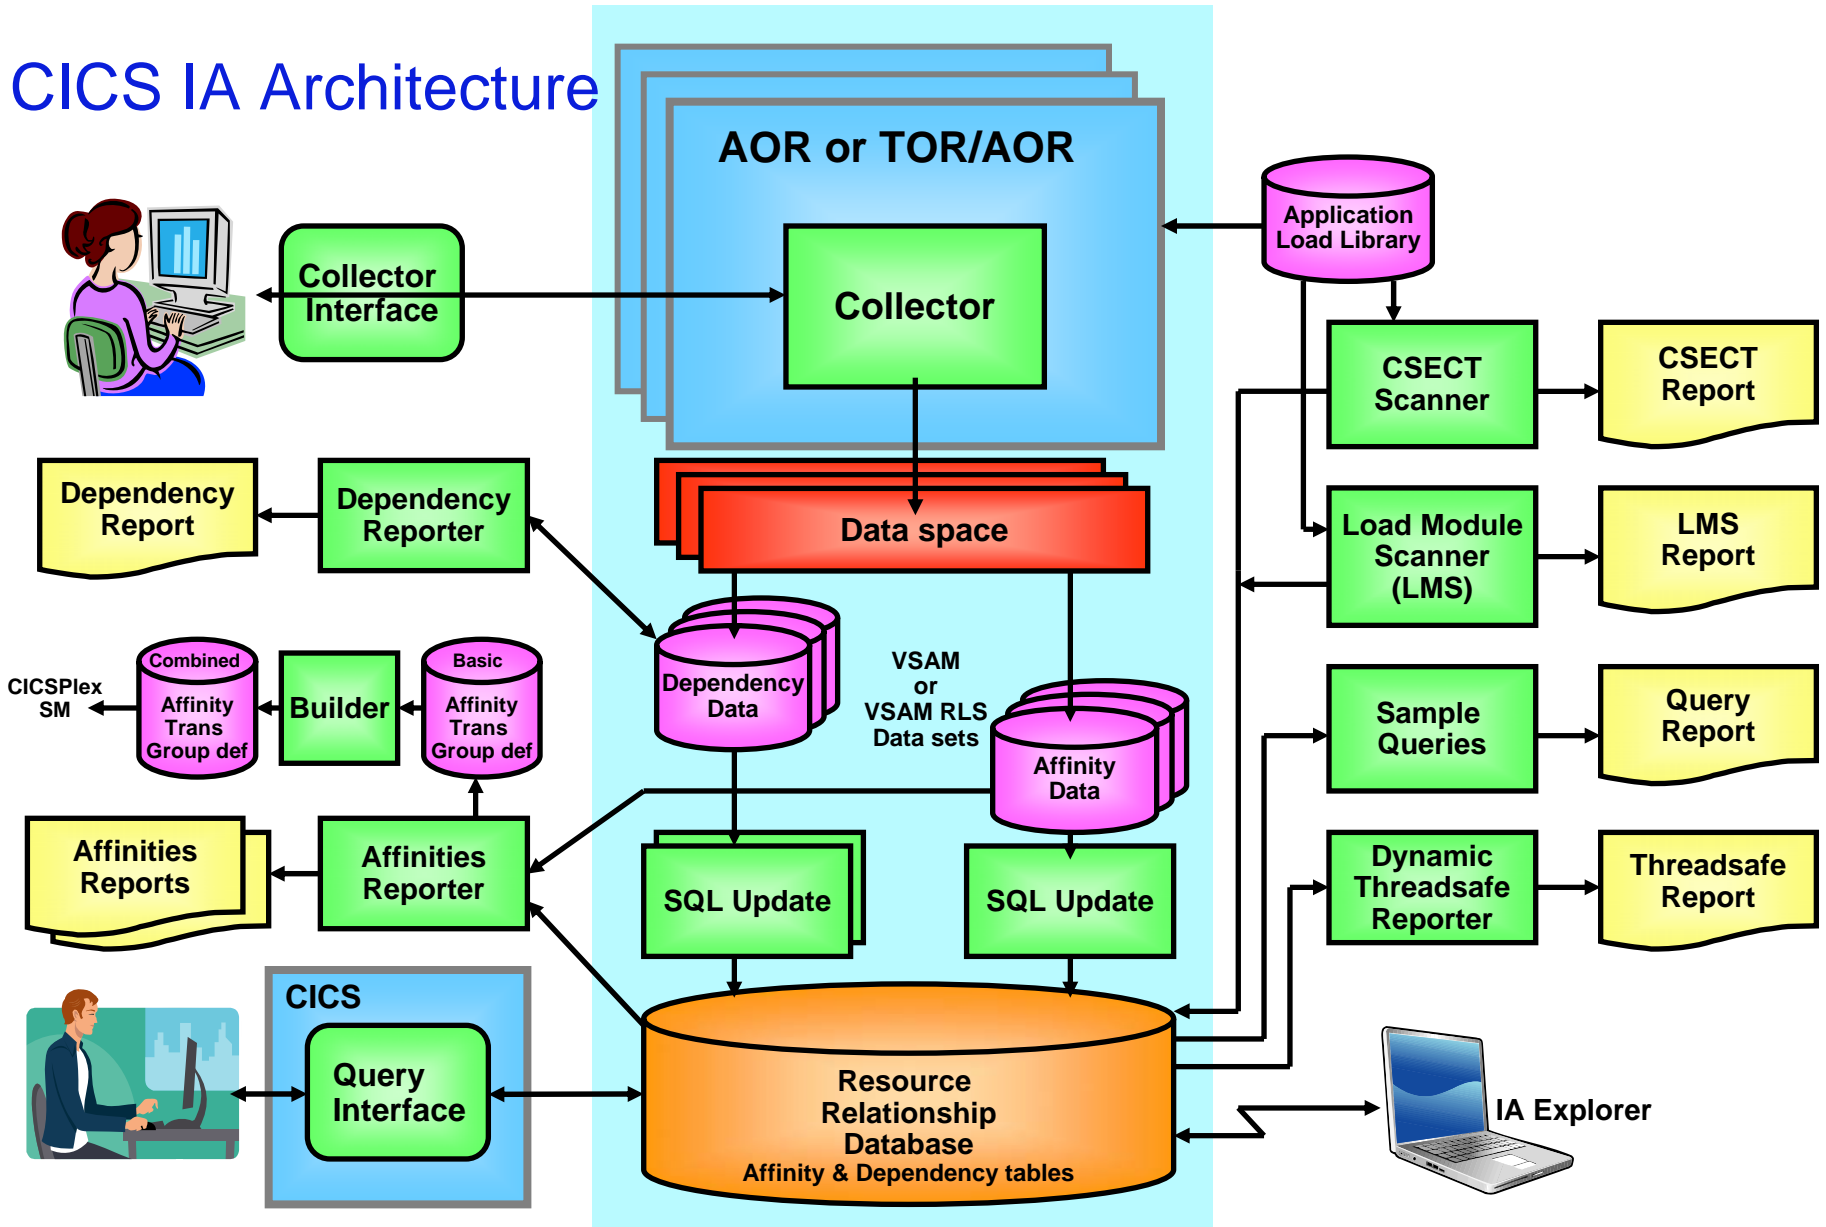 CICS IA Architecture
AOR or TOR/AOR
Application
Load Library
Collector
Interface
Collector
CSECT
Scanner
CSECT
Report
Dependency
Report
Dependency
Reporter
Data space
Load Module
Scanner
(LMS)
LMS
Report
CICSPlex
SM
Combined
Affinity
Trans
Group def
Builder
Basic
Affinity
Trans
Group def
Dependency
Data
VSAM
or
VSAM RLS
Data sets
Affinity
Data
Sample
Queries
Query
Report
Affinities
Reports
Affinities
Reporter
SQL Update
SQL Update
Dynamic
Threadsafe
Reporter
Threadsafe
Report
CICS
Query
Interface
Resource
Relationship
Database
Affinity & Dependency tables
IA Explorer